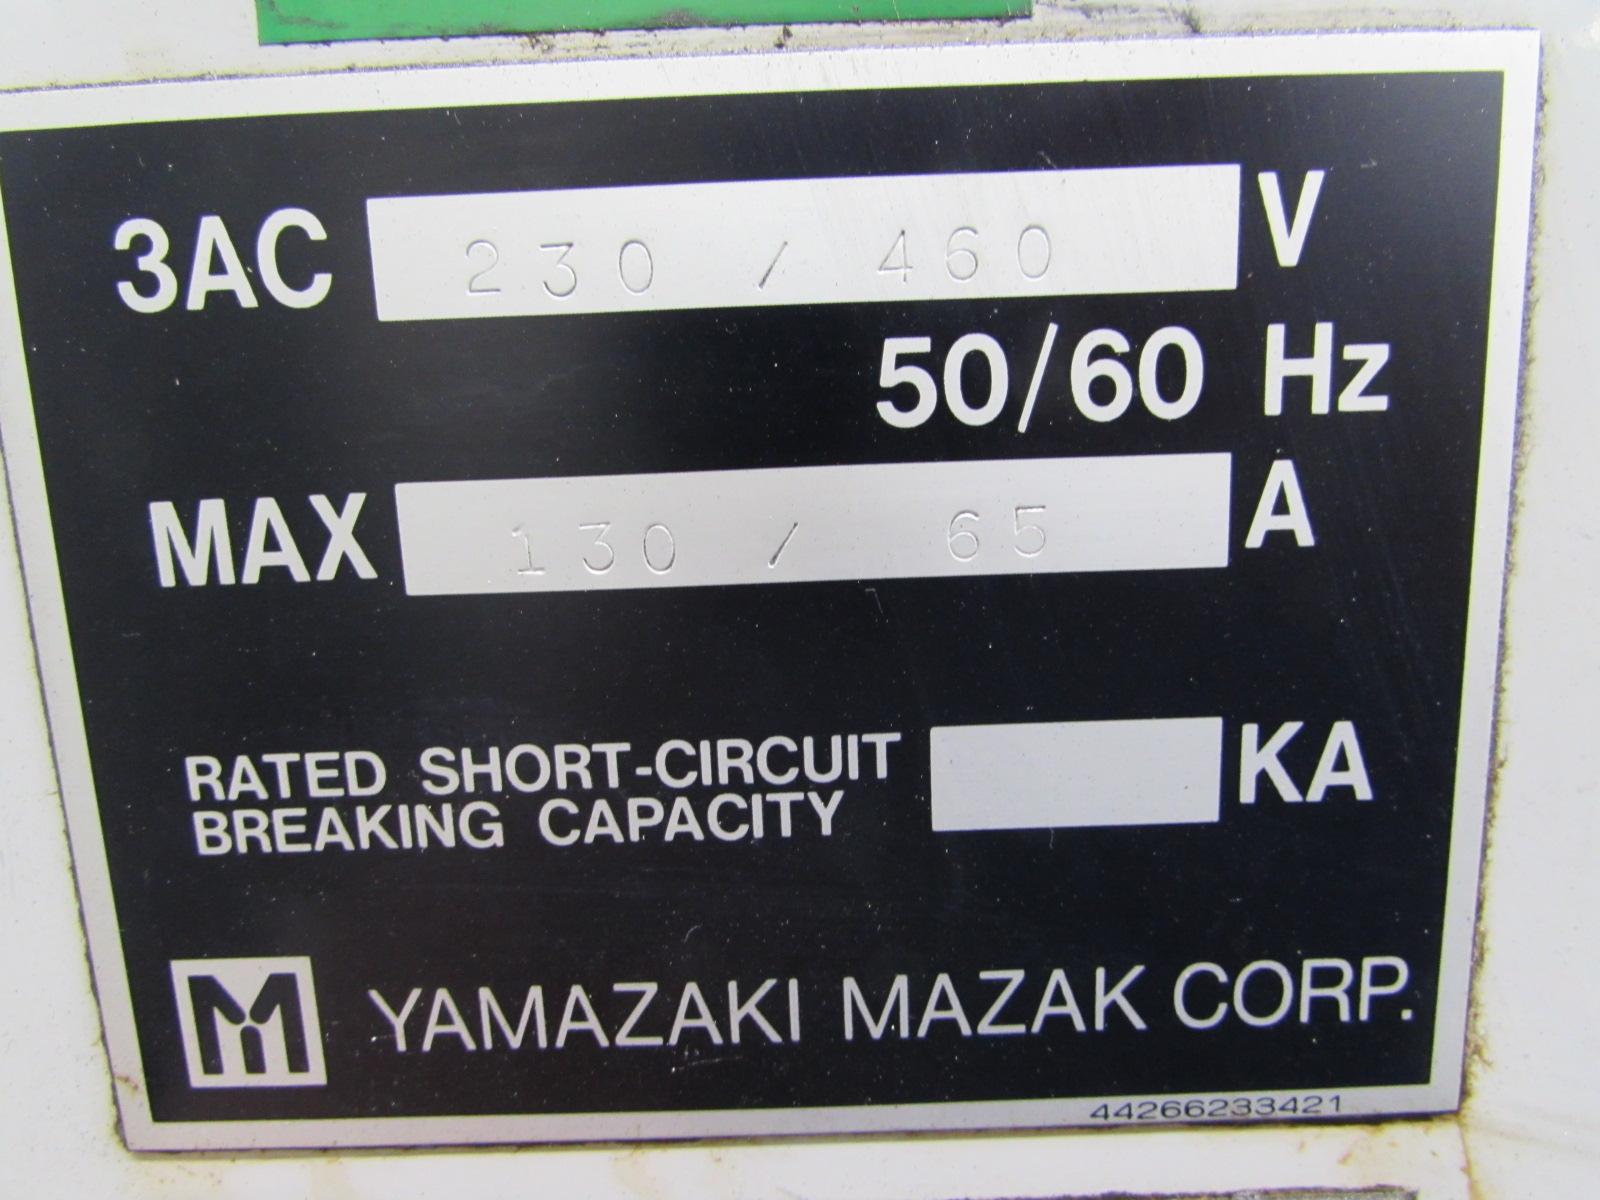 3AC 230 / 460 V
50/60 Hz
MAX 130 / 65 A
RATED SHORT-CIRCUIT
BREAKING CAPACITY KA
M YAMAZAKI MAZAK CORP.
44266233421